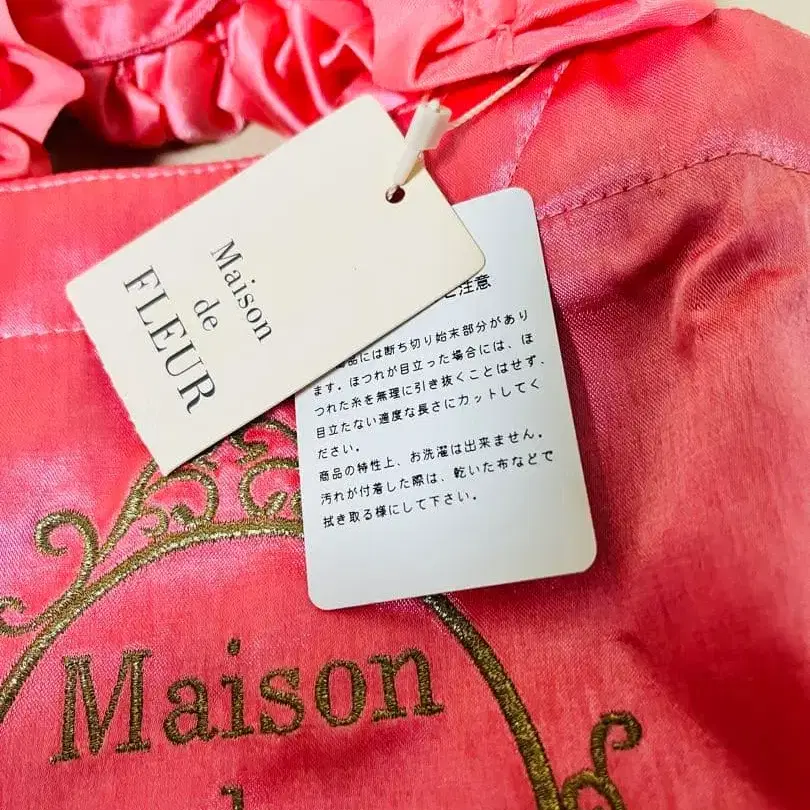 Maison
de
FLEUR
ご注意
商品には断ち切り始末部分があり
ます。ほつれが目立った場合には、ほ
つれた糸を無理に引き抜くことはせず、
目立たない適度な長さにカットしてく
ださい。
商品の特性上、お洗濯は出来ません。
汚れが付着した際は、乾いた布などで
拭き取る様にして下さい。
Maison